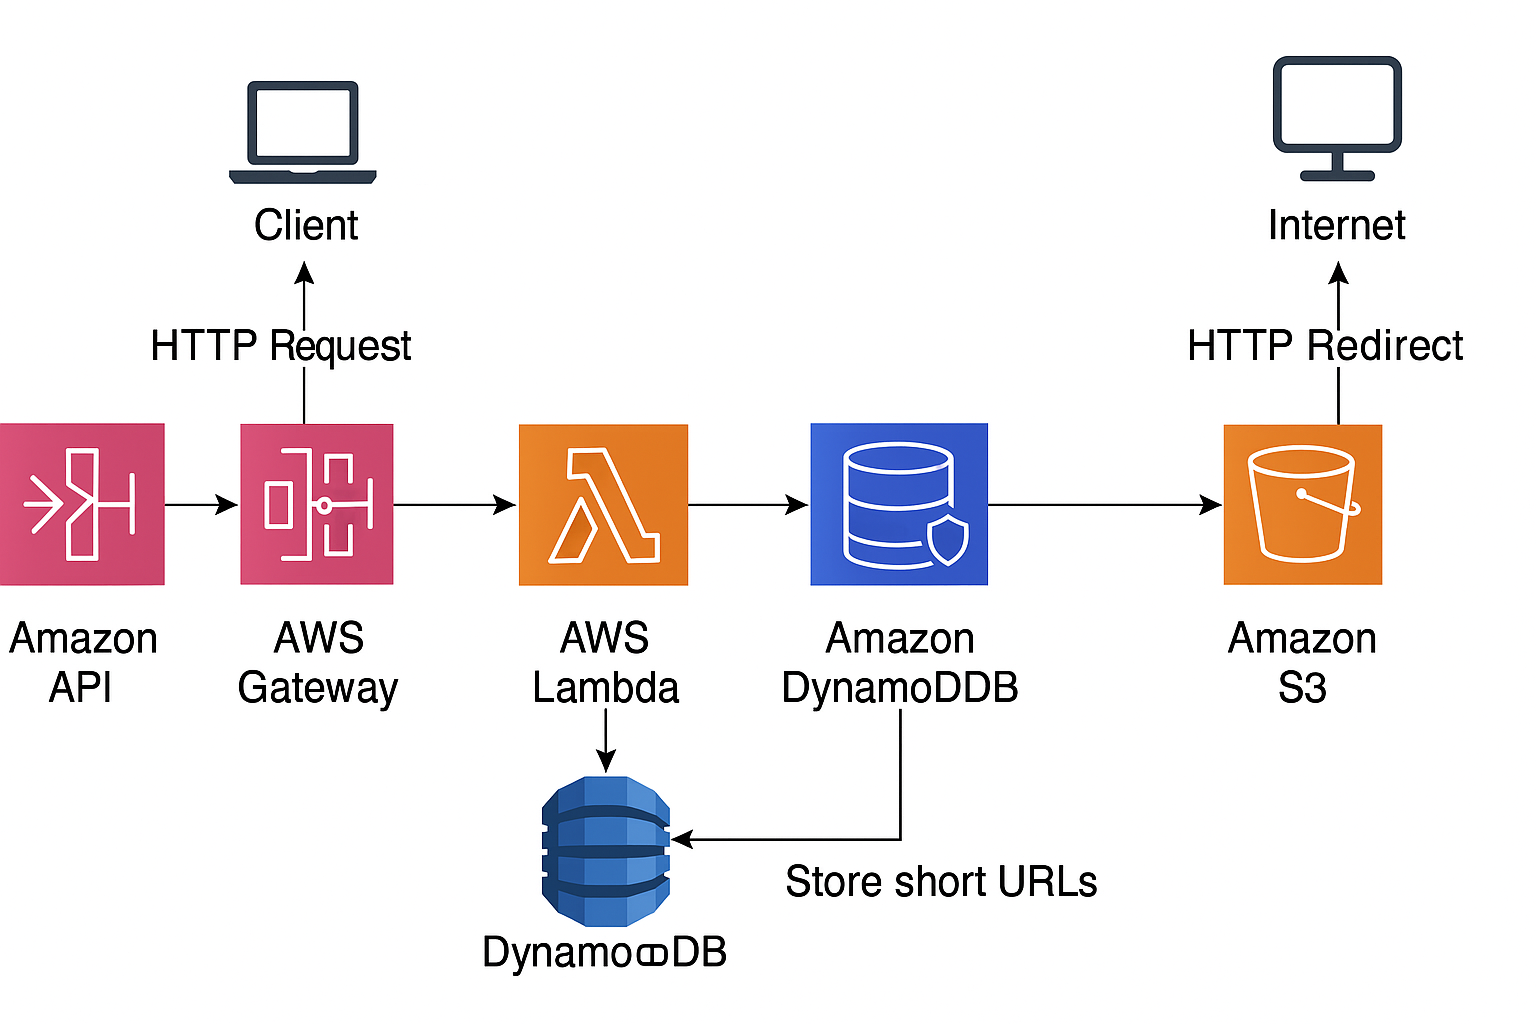 Client
Internet
HTTP Request
HTTP Redirect
Amazon
API
AWS
Gateway
AWS
Lambda
Amazon
DynamoDDB
Amazon
S3
Store short URLs